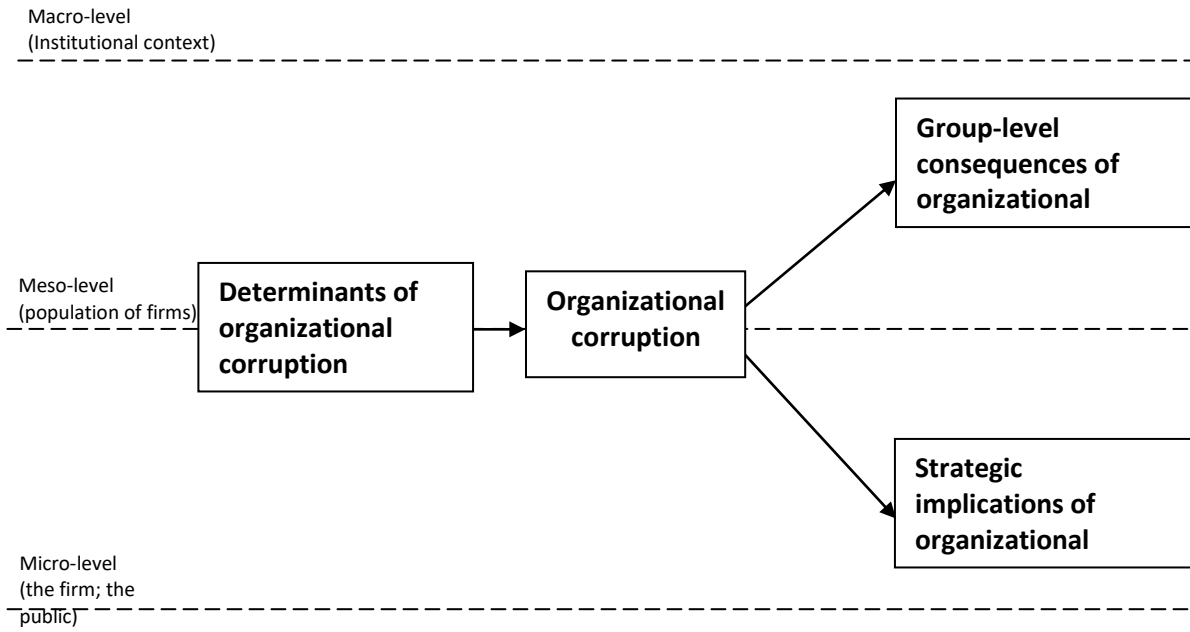 Macro-level
(Institutional context)
Group-level
consequences of
organizational
Meso-level
(population of firms)
Determinants of
organizational
corruption
Organizational
corruption
Strategic
implications of
organizational
Micro-level
(the firm; the
public)